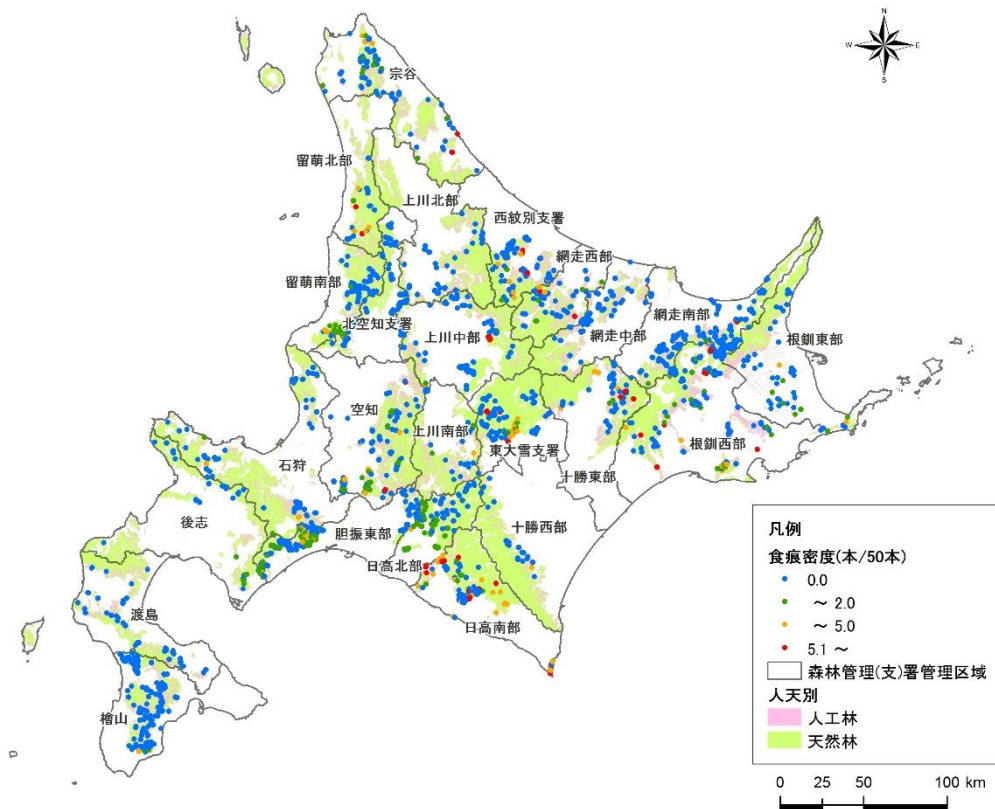 N
W
E
S
宗谷
留萌北部
上川北部
西紋別支署
網走西部
留萌南部
網走南部
北空知支署
上川中部
網走中部
根釧東部
空知
上川南部
東大雪支署
根釧西部
石狩
十勝東部
後志
胆振東部
十勝西部
日高北部
渡島
日高南部
檜山
凡例
食痕密度(本/50本)
0.0
～ 2.0
～ 5.0
5.1 ～
森林管理(支)署管理区域
人天別
人工林
天然林
0 25 50 100 km